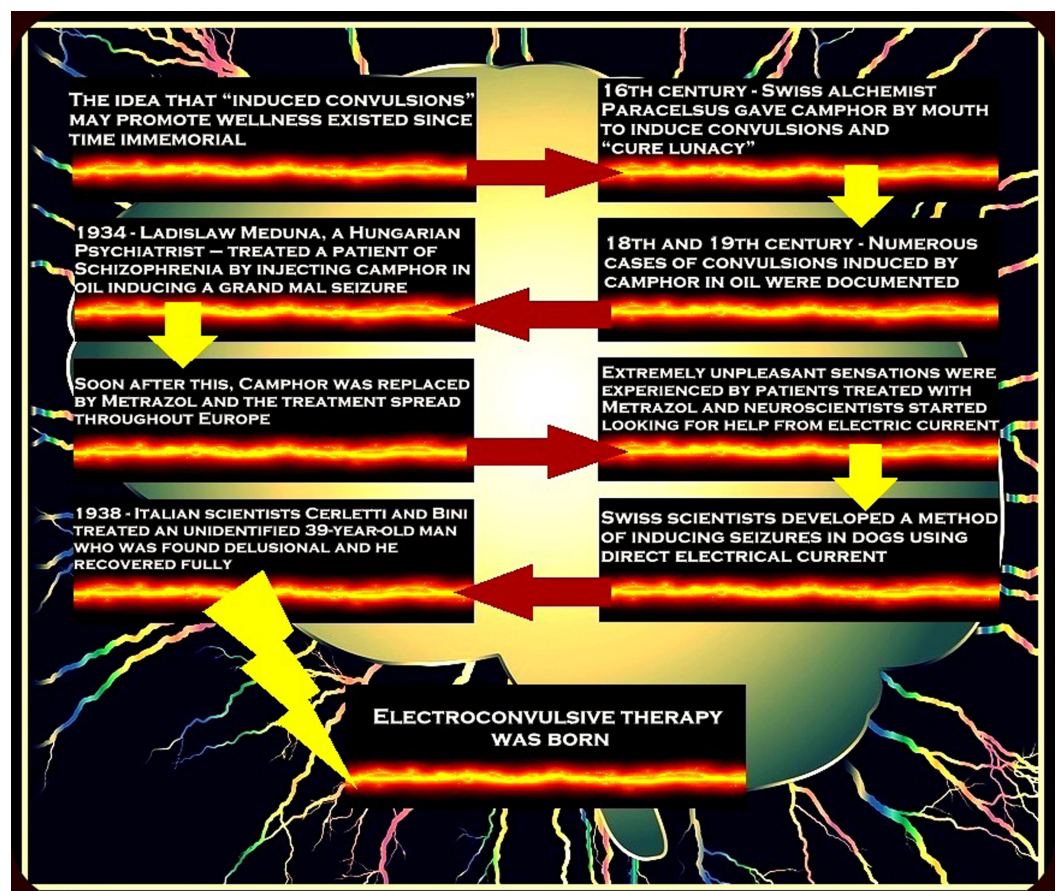 THE IDEA THAT “INDUCED CONVULSIONS”
MAY PROMOTE WELLNESS EXISTED SINCE
TIME IMMEMORIAL
16TH CENTURY - SWISS ALCHEMIST
PARACELSUS GAVE CAMPHOR BY MOUTH
TO INDUCE CONVULSIONS AND
“CURE LUNACY”
18TH AND 19TH CENTURY - NUMEROUS
CASES OF CONVULSIONS INDUCED BY
CAMPHOR IN OIL WERE DOCUMENTED
1934 - LADISLAW MEDUNA, A HUNGARIAN
PSYCHIATRIST – TREATED A PATIENT OF
SCHIZOPHRENIA BY INJECTING CAMPHOR IN
OIL INDUCING A GRAND MAL SEIZURE
SOON AFTER THIS, CAMPHOR WAS REPLACED
BY METRAZOL AND THE TREATMENT SPREAD
THROUGHOUT EUROPE
EXTREMELY UNPLEASANT SENSATIONS WERE
EXPERIENCED BY PATIENTS TREATED WITH
METRAZOL AND NEUROSCIENTISTS STARTED
LOOKING FOR HELP FROM ELECTRIC CURRENT
SWISS SCIENTISTS DEVELOPED A METHOD
OF INDUCING SEIZURES IN DOGS USING
DIRECT ELECTRICAL CURRENT
1938 - ITALIAN SCIENTISTS CERLETTI AND BINI
TREATED AN UNIDENTIFIED 39-YEAR-OLD MAN
WHO WAS FOUND DELUSIONAL AND HE
RECOVERED FULLY
ELECTROCONVULSIVE THERAPY
WAS BORN